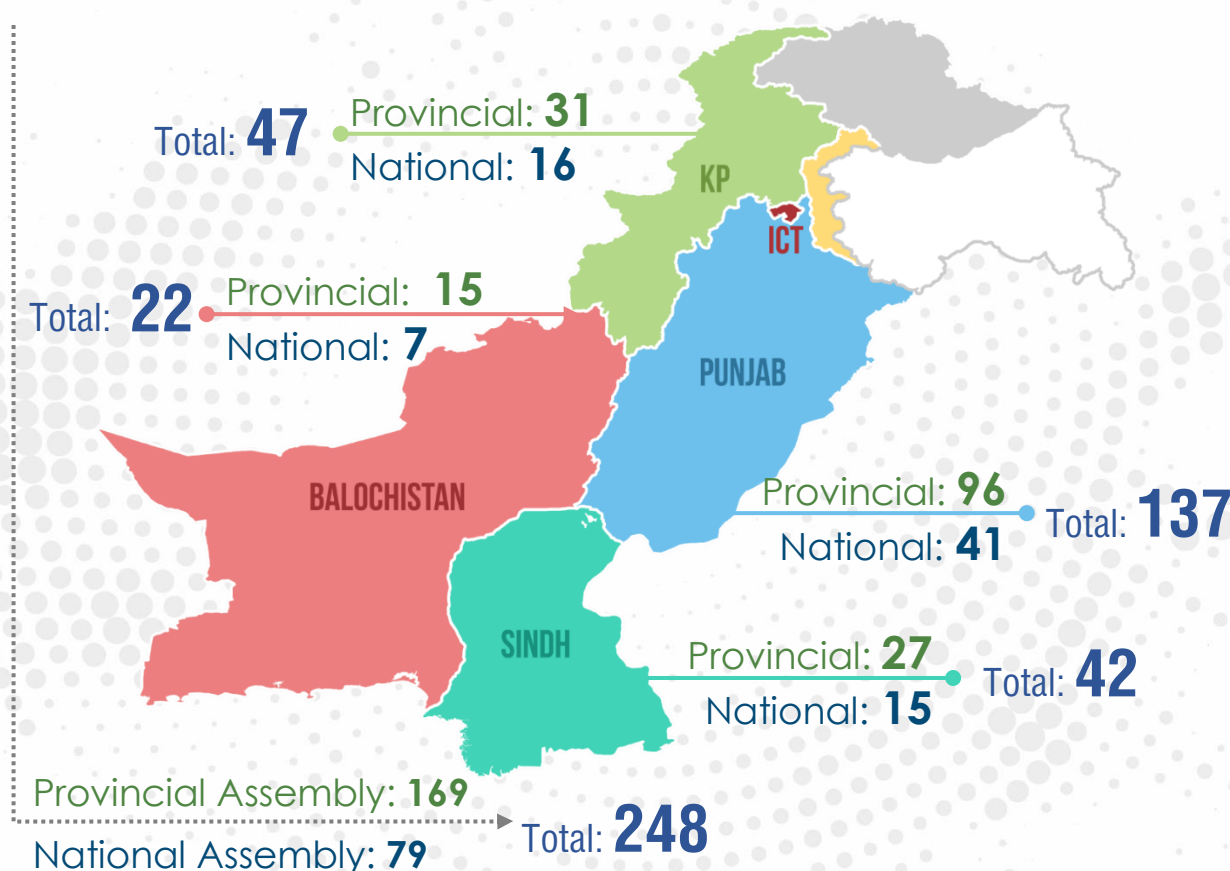 Provincial: 31
Total: 47
National: 16
KP
ICT
Provincial: 15
Total: 22
National: 7
PUNJAB
BALOCHISTAN
Provincial: 96
Total: 137
National: 41
SINDH
Provincial: 27
Total: 42
National: 15
Provincial Assembly: 169
Total: 248
National Assembly: 79